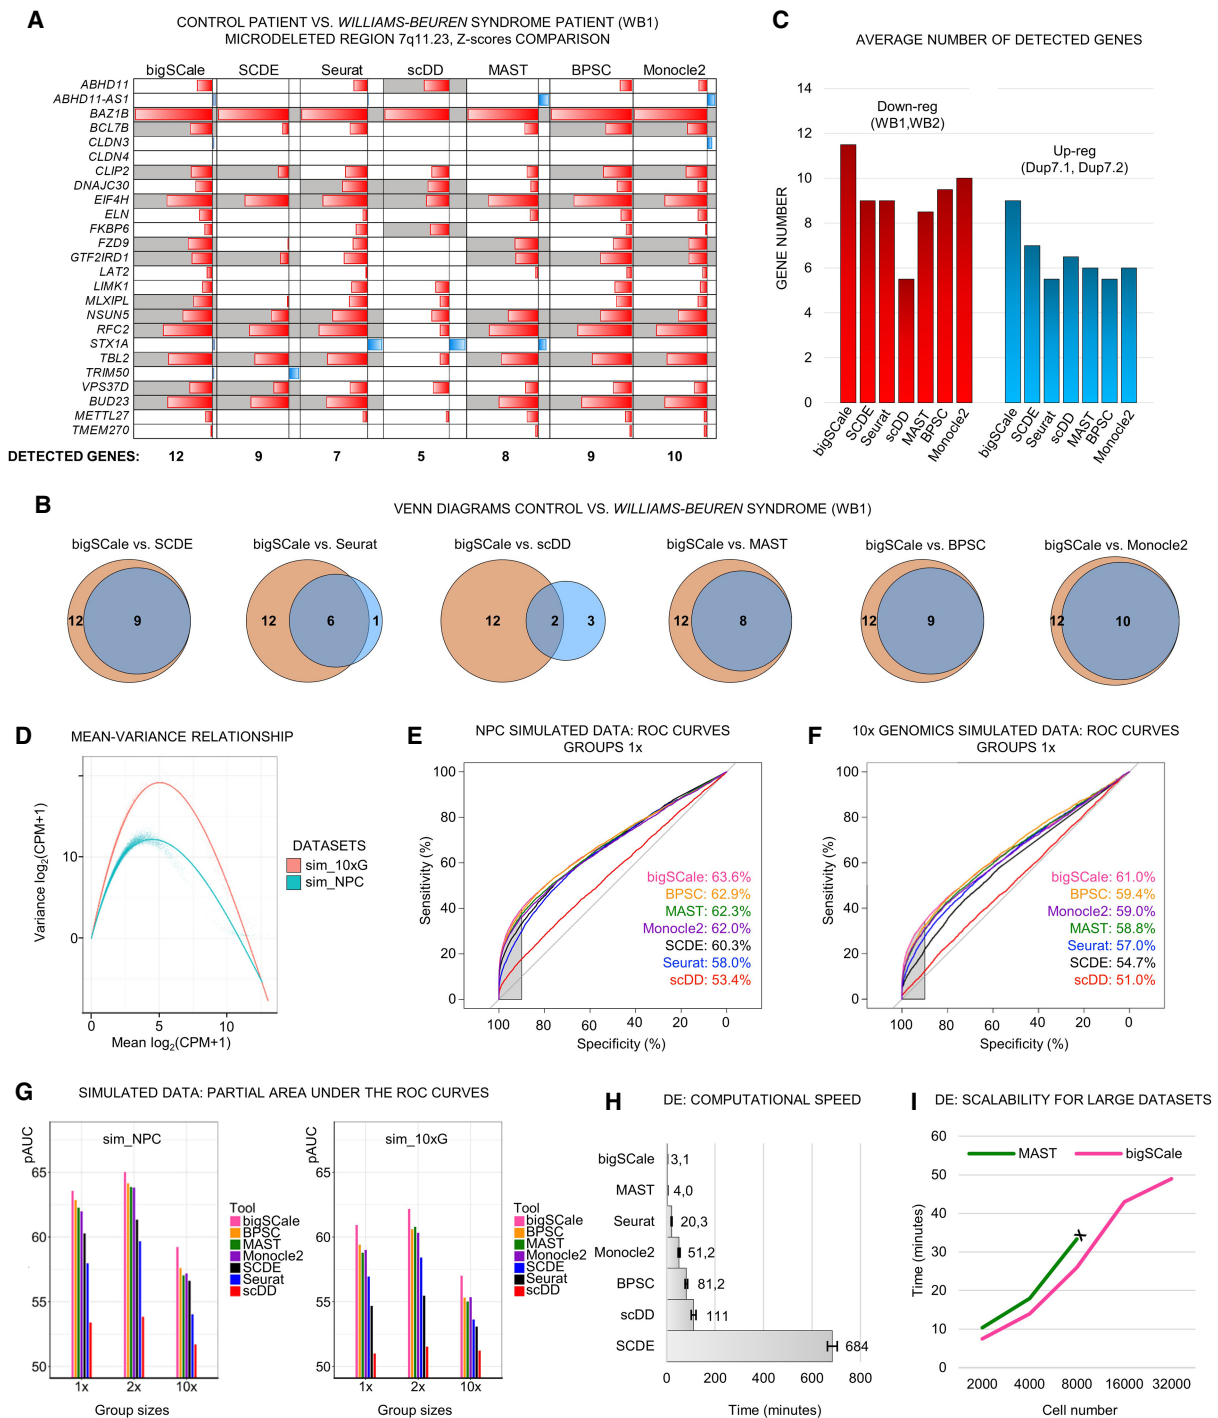 A
CONTROL PATIENT VS. WILLIAMS-BEUREN SYNDROME PATIENT (WB1)
MICRODELETED REGION 7q11.23, Z-scores COMPARISON
bigSCale SCDE Seurat scDD MAST BPSC Monocle2
ABHD11
ABHD11-AS1
BAZ1B
BCL7B
CLDN3
CLDN4
CLIP2
DNAJC30
EIF4H
ELN
FKBP6
FZD9
GTF2IRD1
LAT2
LIMK1
MLXIPL
NSUN5
RFC2
STX1A
TBL2
TRIM50
VPS37D
BUD23
METTL27
TMEM270
DETECTED GENES: 12 9 7 5 8 9 10
C
AVERAGE NUMBER OF DETECTED GENES
GENE NUMBER
14
12
10
8
6
4
2
0
Down-reg
(WB1,WB2)
Up-reg
(Dup7.1, Dup7.2)
bigSCale SCDE Seurat scDD MAST BPSC Monocle2
bigSCale SCDE Seurat scDD MAST BPSC Monocle2
B
VENN DIAGRAMS CONTROL VS. WILLIAMS-BEUREN SYNDROME (WB1)
bigSCale vs. SCDE
12 9
bigSCale vs. Seurat
12 6 1
bigSCale vs. scDD
12 2 3
bigSCale vs. MAST
12 8
bigSCale vs. BPSC
12 9
bigSCale vs. Monocle2
12 10
D
MEAN-VARIANCE RELATIONSHIP
Variance log2(CPM+1)
10
0
0 5 10
Mean log2(CPM+1)
DATASETS
sim_10xG
sim_NPC
E
NPC SIMULATED DATA: ROC CURVES
GROUPS 1x
Sensitivity (%)
100
80
60
40
20
0
bigSCale: 63.6%
BPSC: 62.9%
MAST: 62.3%
Monocle2: 62.0%
SCDE: 60.3%
Seurat: 58.0%
scDD: 53.4%
100 80 60 40 20 0
Specificity (%)
F
10x GENOMICS SIMULATED DATA: ROC CURVES
GROUPS 1x
Sensitivity (%)
100
80
60
40
20
0
bigSCale: 61.0%
BPSC: 59.4%
Monocle2: 59.0%
MAST: 58.8%
Seurat: 57.0%
SCDE: 54.7%
scDD: 51.0%
100 80 60 40 20 0
Specificity (%)
G
SIMULATED DATA: PARTIAL AREA UNDER THE ROC CURVES
pAUC
sim_NPC
65
60
55
50
1x 2x 10x
Group sizes
Tool
bigSCale
BPSC
MAST
Monocle2
SCDE
Seurat
scDD
pAUC
sim_10xG
65
60
55
50
1x 2x 10x
Group sizes
Tool
bigSCale
BPSC
MAST
Monocle2
SCDE
Seurat
scDD
H
DE: COMPUTATIONAL SPEED
bigSCale 3,1
MAST 4,0
Seurat 20,3
Monocle2 51,2
BPSC 81,2
scDD 111
SCDE 684
0 200 400 600 800
Time (minutes)
I
DE: SCALABILITY FOR LARGE DATASETS
Time (minutes)
60
50
40
30
20
10
0
MAST bigSCale
2000 4000 8000 16000 32000
Cell number